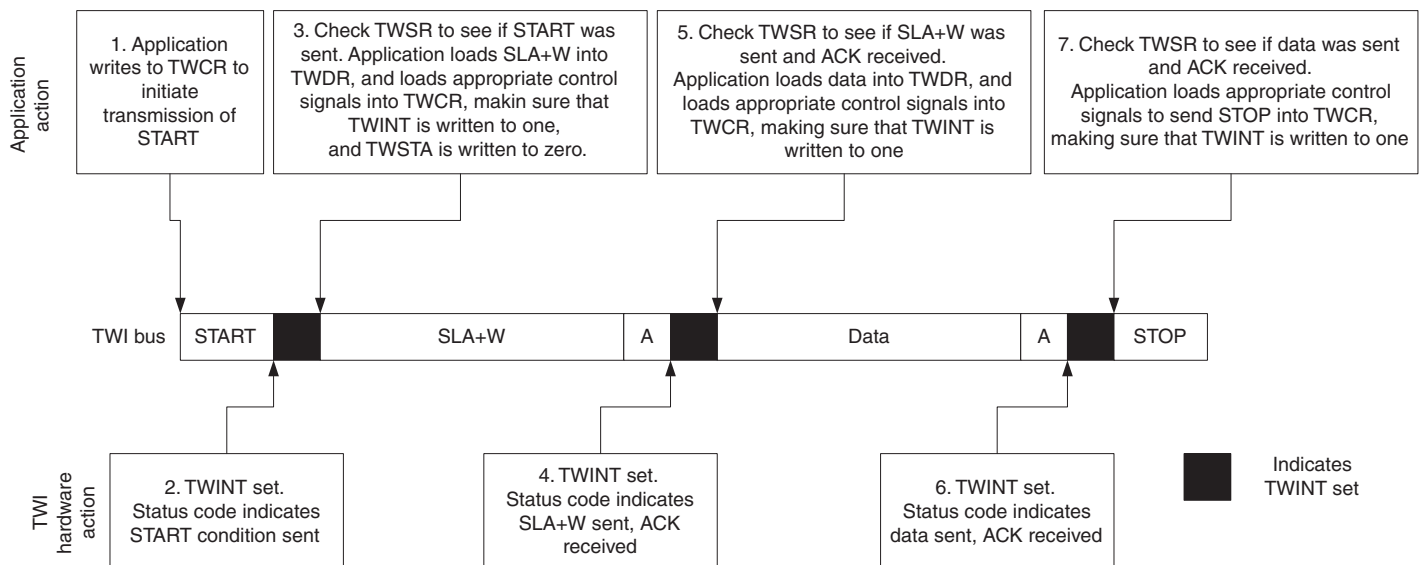 Application
action
1. Application
writes to TWCR to
initiate
transmission of
START
3. Check TWSR to see if START was
sent. Application loads SLA+W into
TWDR, and loads appropriate control
signals into TWCR, makin sure that
TWINT is written to one,
and TWSTA is written to zero.
5. Check TWSR to see if SLA+W was
sent and ACK received.
Application loads data into TWDR, and
loads appropriate control signals into
TWCR, making sure that TWINT is
written to one
7. Check TWSR to see if data was sent
and ACK received.
Application loads appropriate control
signals to send STOP into TWCR,
making sure that TWINT is written to one
TWI bus
START
SLA+W
A
Data
A
STOP
TWI
hardware
action
2. TWINT set.
Status code indicates
START condition sent
4. TWINT set.
Status code indicates
SLA+W sent, ACK
received
6. TWINT set.
Status code indicates
data sent, ACK received
Indicates
TWINT set